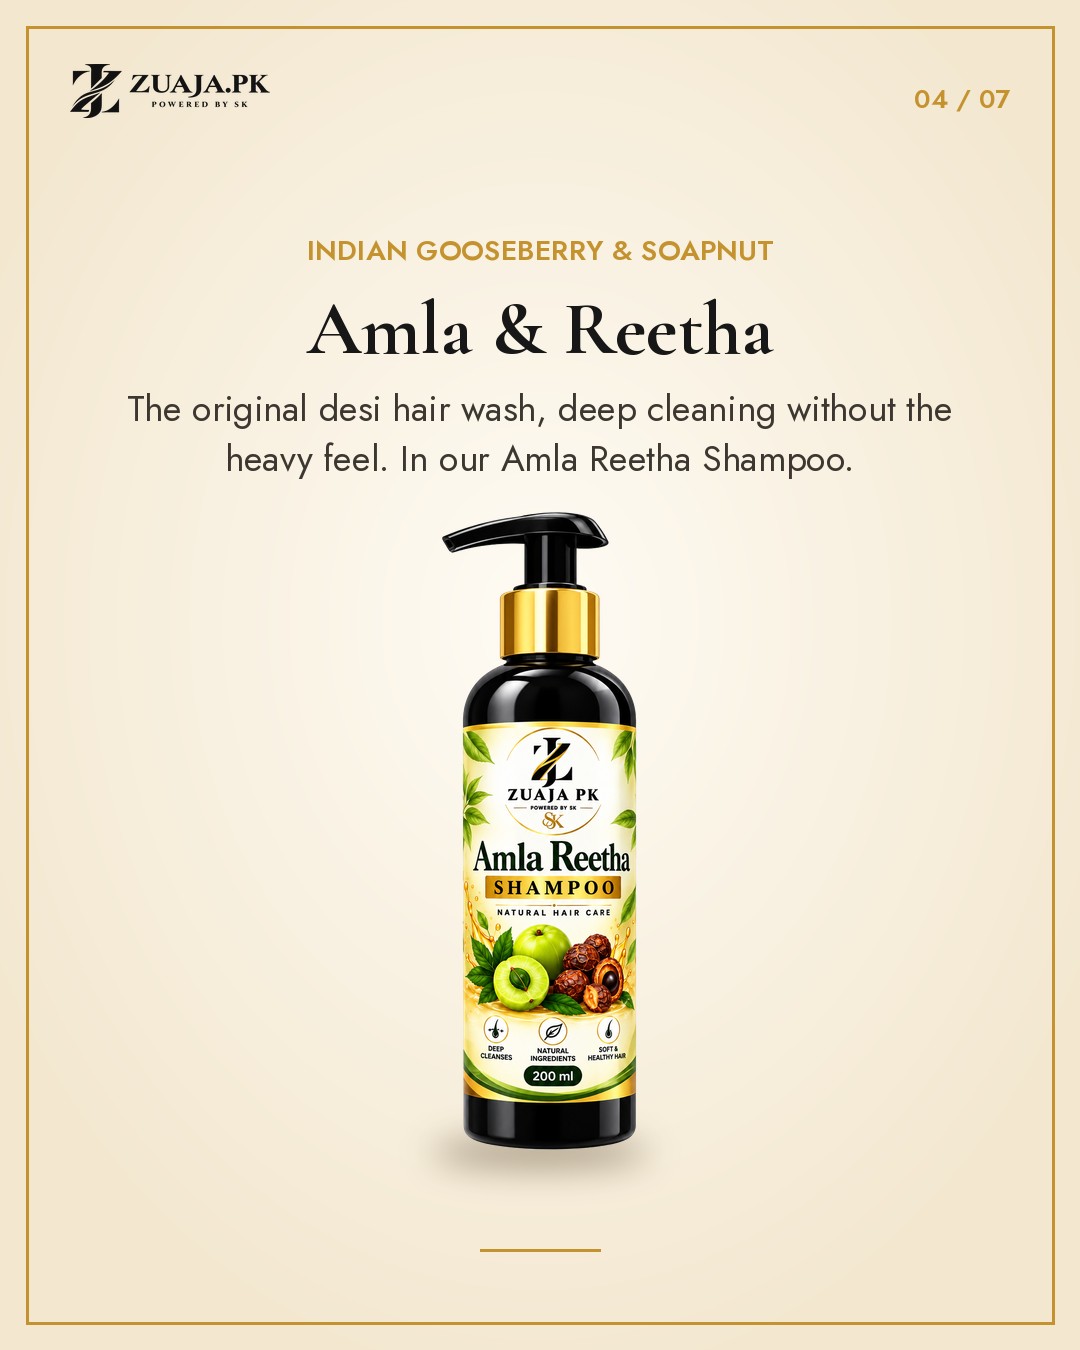 ZUAJA.PK
POWERED BY SK
04 / 07
INDIAN GOOSEBERRY & SOAPNUT
Amla & Reetha
The original desi hair wash, deep cleaning without the
heavy feel. In our Amla Reetha Shampoo.
ZUAJA PK
POWERED BY SK
SK
Amla Reetha
SHAMPOO
NATURAL HAIR CARE
DEEP
CLEANSES
NATURAL
INGREDIENTS
SOFT &
HEALTHY HAIR
200 ml